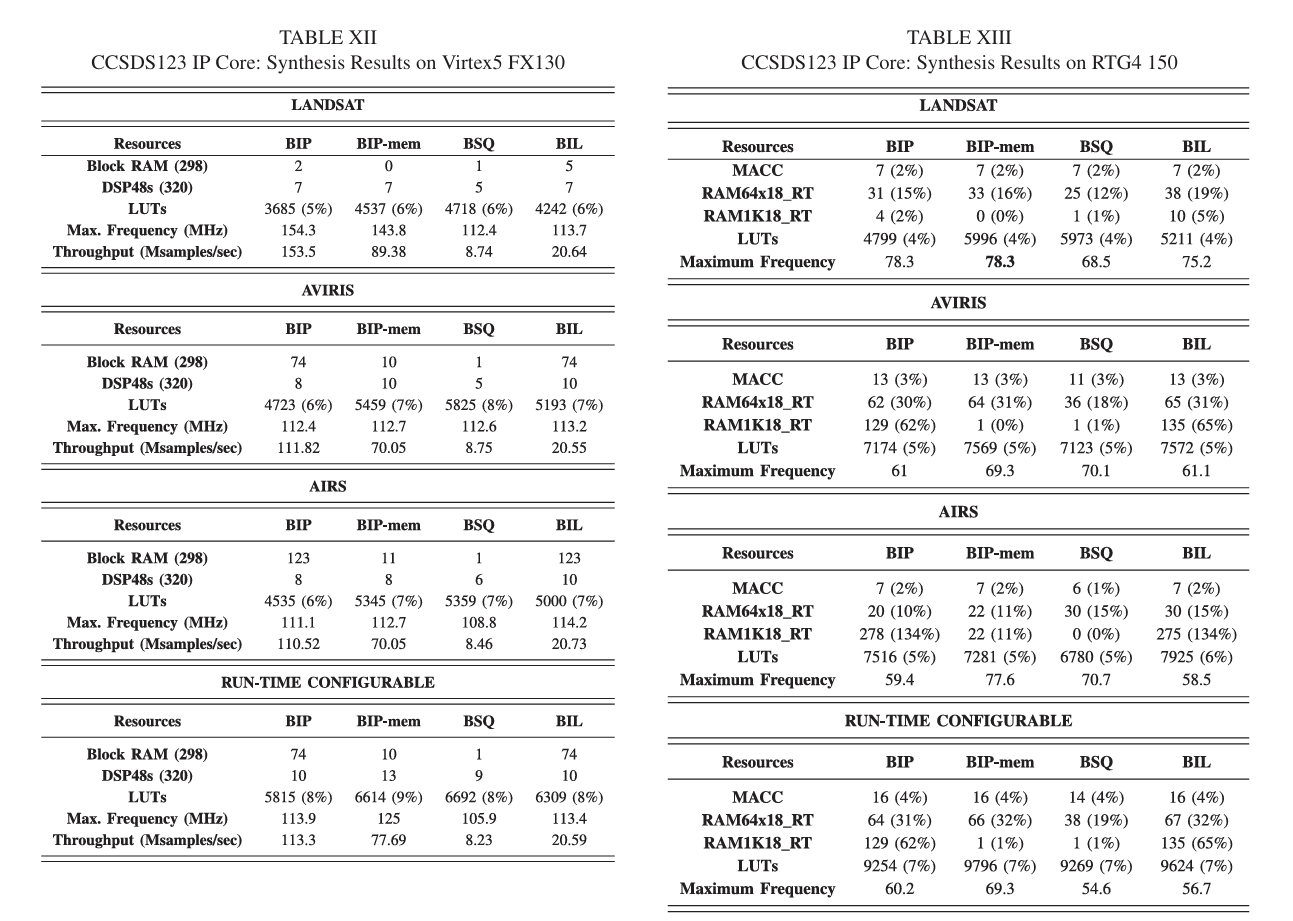 TABLE XII
CCSDS123 IP Core: Synthesis Results on Virtex5 FX130
LANDSAT
Resources BIP BIP-mem BSQ BIL
Block RAM (298) 2 0 1 5
DSP48s (320) 7 7 5 7
LUTs 3685 (5%) 4537 (6%) 4718 (6%) 4242 (6%)
Max. Frequency (MHz) 154.3 143.8 112.4 113.7
Throughput (Msamples/sec) 153.5 89.38 8.74 20.64
AVIRIS
Resources BIP BIP-mem BSQ BIL
Block RAM (298) 74 10 1 74
DSP48s (320) 8 10 5 10
LUTs 4723 (6%) 5459 (7%) 5825 (8%) 5193 (7%)
Max. Frequency (MHz) 112.4 112.7 112.6 113.2
Throughput (Msamples/sec) 111.82 70.05 8.75 20.55
AIRS
Resources BIP BIP-mem BSQ BIL
Block RAM (298) 123 11 1 123
DSP48s (320) 8 8 6 10
LUTs 4535 (6%) 5345 (7%) 5359 (7%) 5000 (7%)
Max. Frequency (MHz) 111.1 112.7 108.8 114.2
Throughput (Msamples/sec) 110.52 70.05 8.46 20.73
RUN-TIME CONFIGURABLE
Resources BIP BIP-mem BSQ BIL
Block RAM (298) 74 10 1 74
DSP48s (320) 10 13 9 10
LUTs 5815 (8%) 6614 (9%) 6692 (8%) 6309 (8%)
Max. Frequency (MHz) 113.9 125 105.9 113.4
Throughput (Msamples/sec) 113.3 77.69 8.23 20.59
TABLE XIII
CCSDS123 IP Core: Synthesis Results on RTG4 150
LANDSAT
Resources BIP BIP-mem BSQ BIL
MACC 7 (2%) 7 (2%) 7 (2%) 7 (2%)
RAM64x18_RT 31 (15%) 33 (16%) 25 (12%) 38 (19%)
RAM1K18_RT 4 (2%) 0 (0%) 1 (1%) 10 (5%)
LUTs 4799 (4%) 5996 (4%) 5973 (4%) 5211 (4%)
Maximum Frequency 78.3 78.3 68.5 75.2
AVIRIS
Resources BIP BIP-mem BSQ BIL
MACC 13 (3%) 13 (3%) 11 (3%) 13 (3%)
RAM64x18_RT 62 (30%) 64 (31%) 36 (18%) 65 (31%)
RAM1K18_RT 129 (62%) 1 (0%) 1 (1%) 135 (65%)
LUTs 7174 (5%) 7569 (5%) 7123 (5%) 7572 (5%)
Maximum Frequency 61 69.3 70.1 61.1
AIRS
Resources BIP BIP-mem BSQ BIL
MACC 7 (2%) 7 (2%) 6 (1%) 7 (2%)
RAM64x18_RT 20 (10%) 22 (11%) 30 (15%) 30 (15%)
RAM1K18_RT 278 (134%) 22 (11%) 0 (0%) 275 (134%)
LUTs 7516 (5%) 7281 (5%) 6780 (5%) 7925 (6%)
Maximum Frequency 59.4 77.6 70.7 58.5
RUN-TIME CONFIGURABLE
Resources BIP BIP-mem BSQ BIL
MACC 16 (4%) 16 (4%) 14 (4%) 16 (4%)
RAM64x18_RT 64 (31%) 66 (32%) 38 (19%) 67 (32%)
RAM1K18_RT 129 (62%) 1 (1%) 1 (1%) 135 (65%)
LUTs 9254 (7%) 9796 (7%) 9269 (7%) 9624 (7%)
Maximum Frequency 60.2 69.3 54.6 56.7